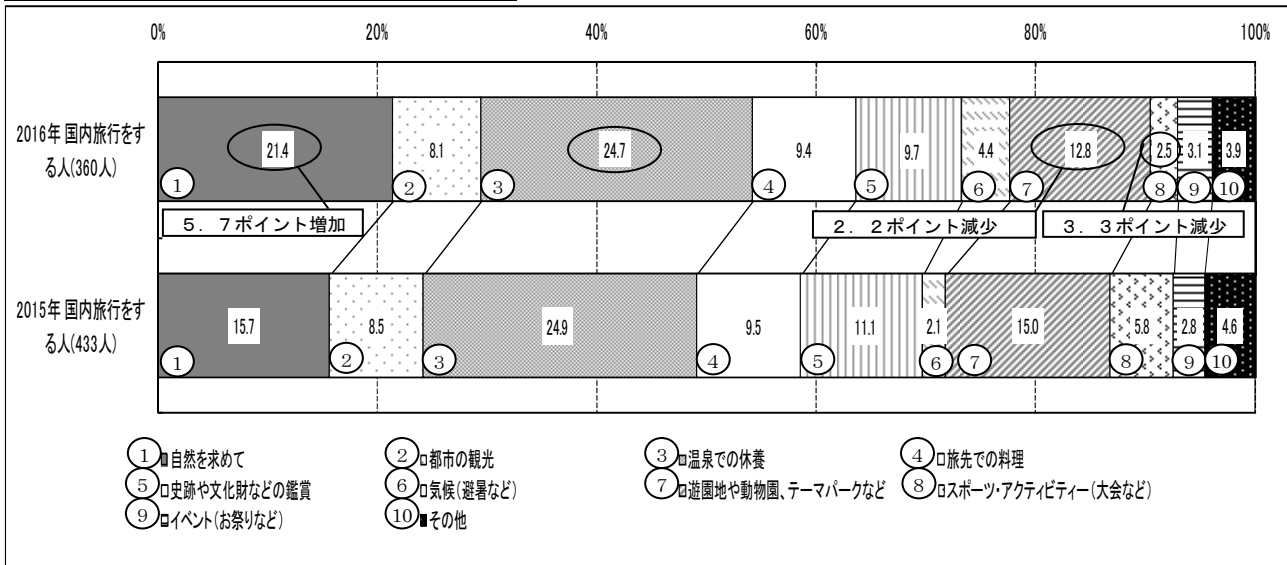 0% 20% 40% 60% 80% 100%
2016年 国内旅行をす
る人(360人)
21.4 8.1 24.7 9.4 9.7 4.4 12.8 2.5 3.1 3.9
1 2 3 4 5 6 7 8 9 10
5．7ポイント増加 2．2ポイント減少 3．3ポイント減少
2015年 国内旅行をす
る人(433人)
15.7 8.5 24.9 9.5 11.1 2.1 15.0 5.8 2.8 4.6
1 2 3 4 5 6 7 8 9 10
1 自然を求めて 2 都市の観光 3 温泉での休養 4 旅先での料理
5 史跡や文化財などの鑑賞 6 気候(避暑など) 7 遊園地や動物園、テーマパークなど 8 スポーツ・アクティビティー(大会など)
9 イベント(お祭りなど) 10 その他